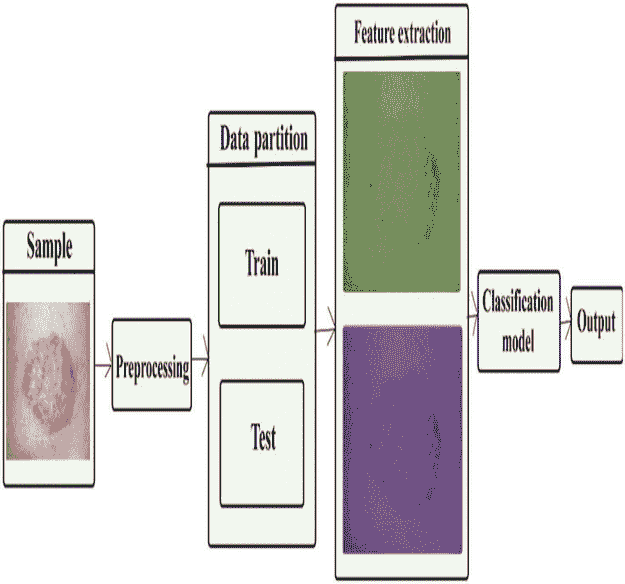 Sample
Preprocessing
Data partition
Train
Test
Feature extraction
Classification
model
Output